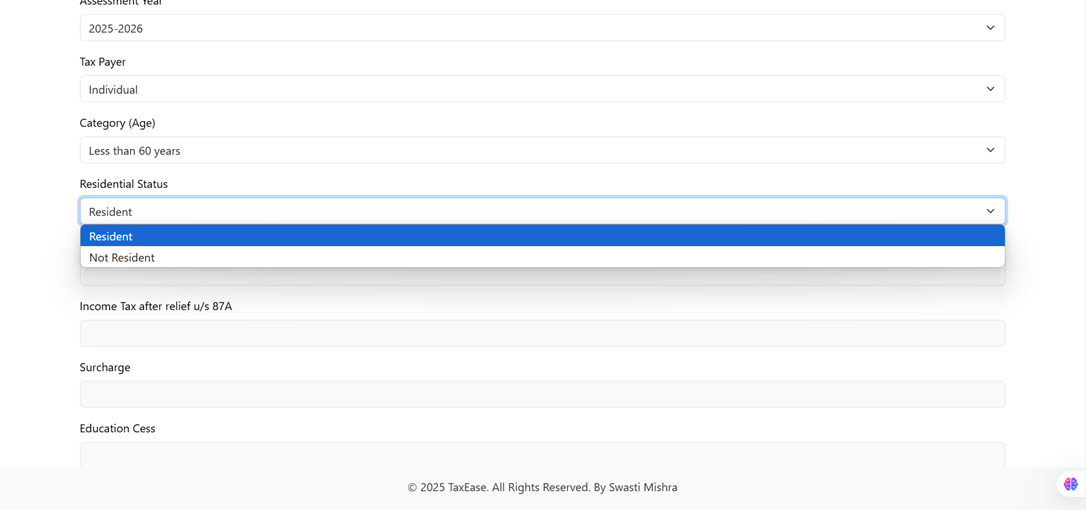 Assessment Year
2025-2026
Tax Payer
Individual
Category (Age)
Less than 60 years
Residential Status
Resident
Resident
Not Resident
Income Tax after relief u/s 87A
Surcharge
Education Cess
© 2025 TaxEase. All Rights Reserved. By Swasti Mishra